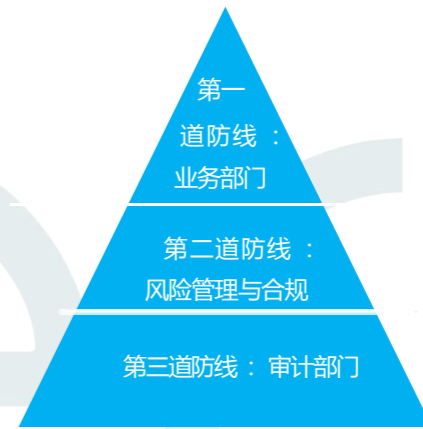 第一
道防线 ：
业务部门
第二道防线 ：
风险管理与合规
第三道防线 ： 审计部门